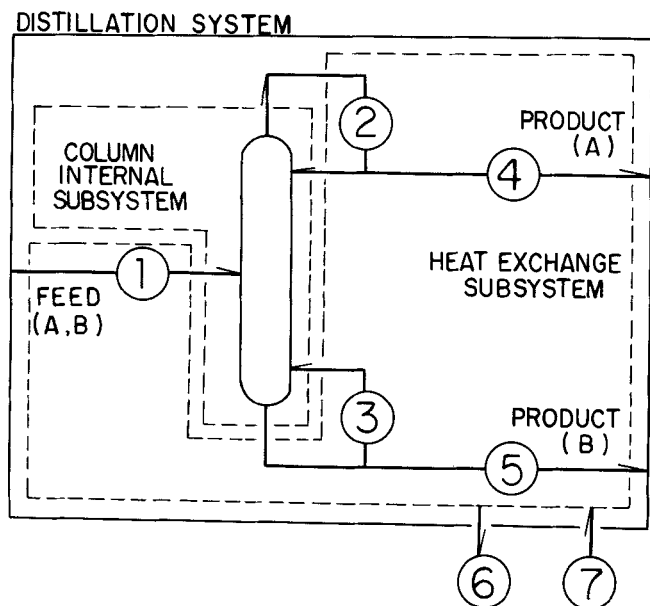 DISTILLATION SYSTEM
2
PRODUCT
(A)
COLUMN
INTERNAL
SUBSYSTEM
4
1
HEAT EXCHANGE
SUBSYSTEM
FEED
(A,B)
3
PRODUCT
(B)
5
6
7